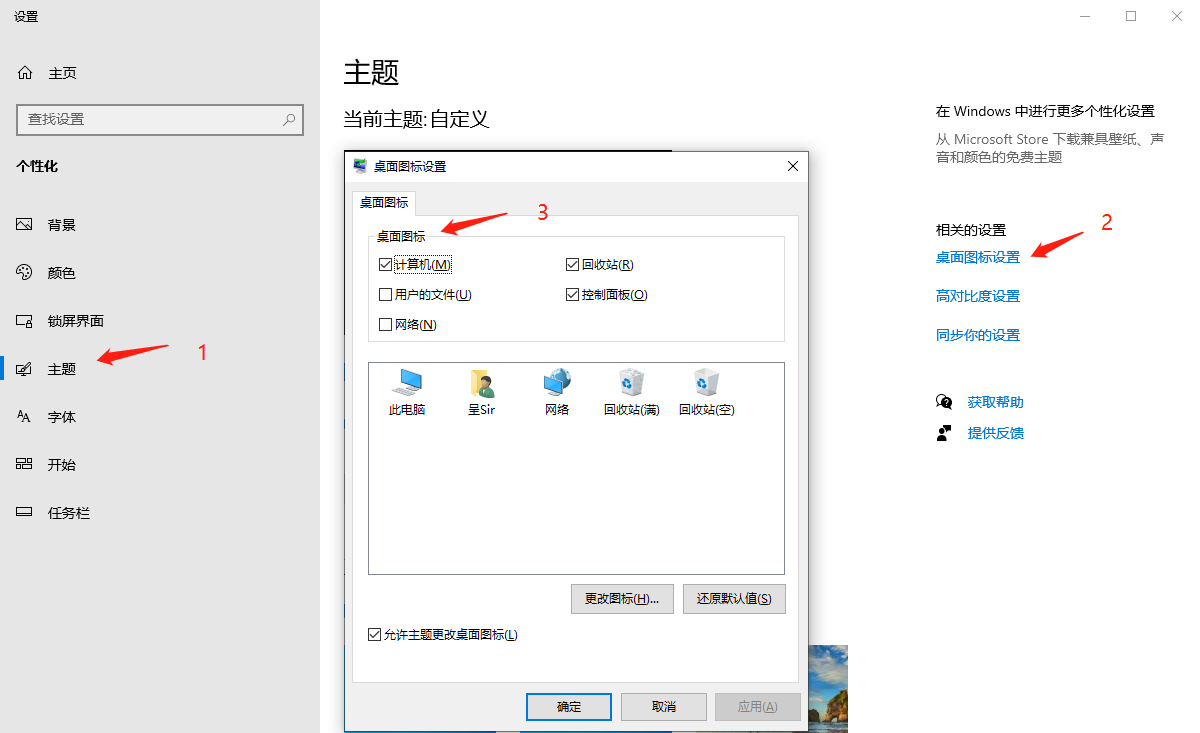 设置
主页
查找设置
个性化
背景
颜色
锁屏界面
主题
1
字体
开始
任务栏
主题
当前主题:自定义
桌面图标设置
桌面图标
3
桌面图标
计算机(M)
回收站(R)
用户的文件(U)
控制面板(O)
网络(N)
此电脑
呈Sir
网络
回收站(满)
回收站(空)
更改图标(H)...
还原默认值(S)
允许主题更改桌面图标(L)
确定
取消
应用(A)
在 Windows 中进行更多个性化设置
从 Microsoft Store 下载兼具壁纸、声
音和颜色的免费主题
相关的设置
2
桌面图标设置
高对比度设置
同步你的设置
获取帮助
提供反馈